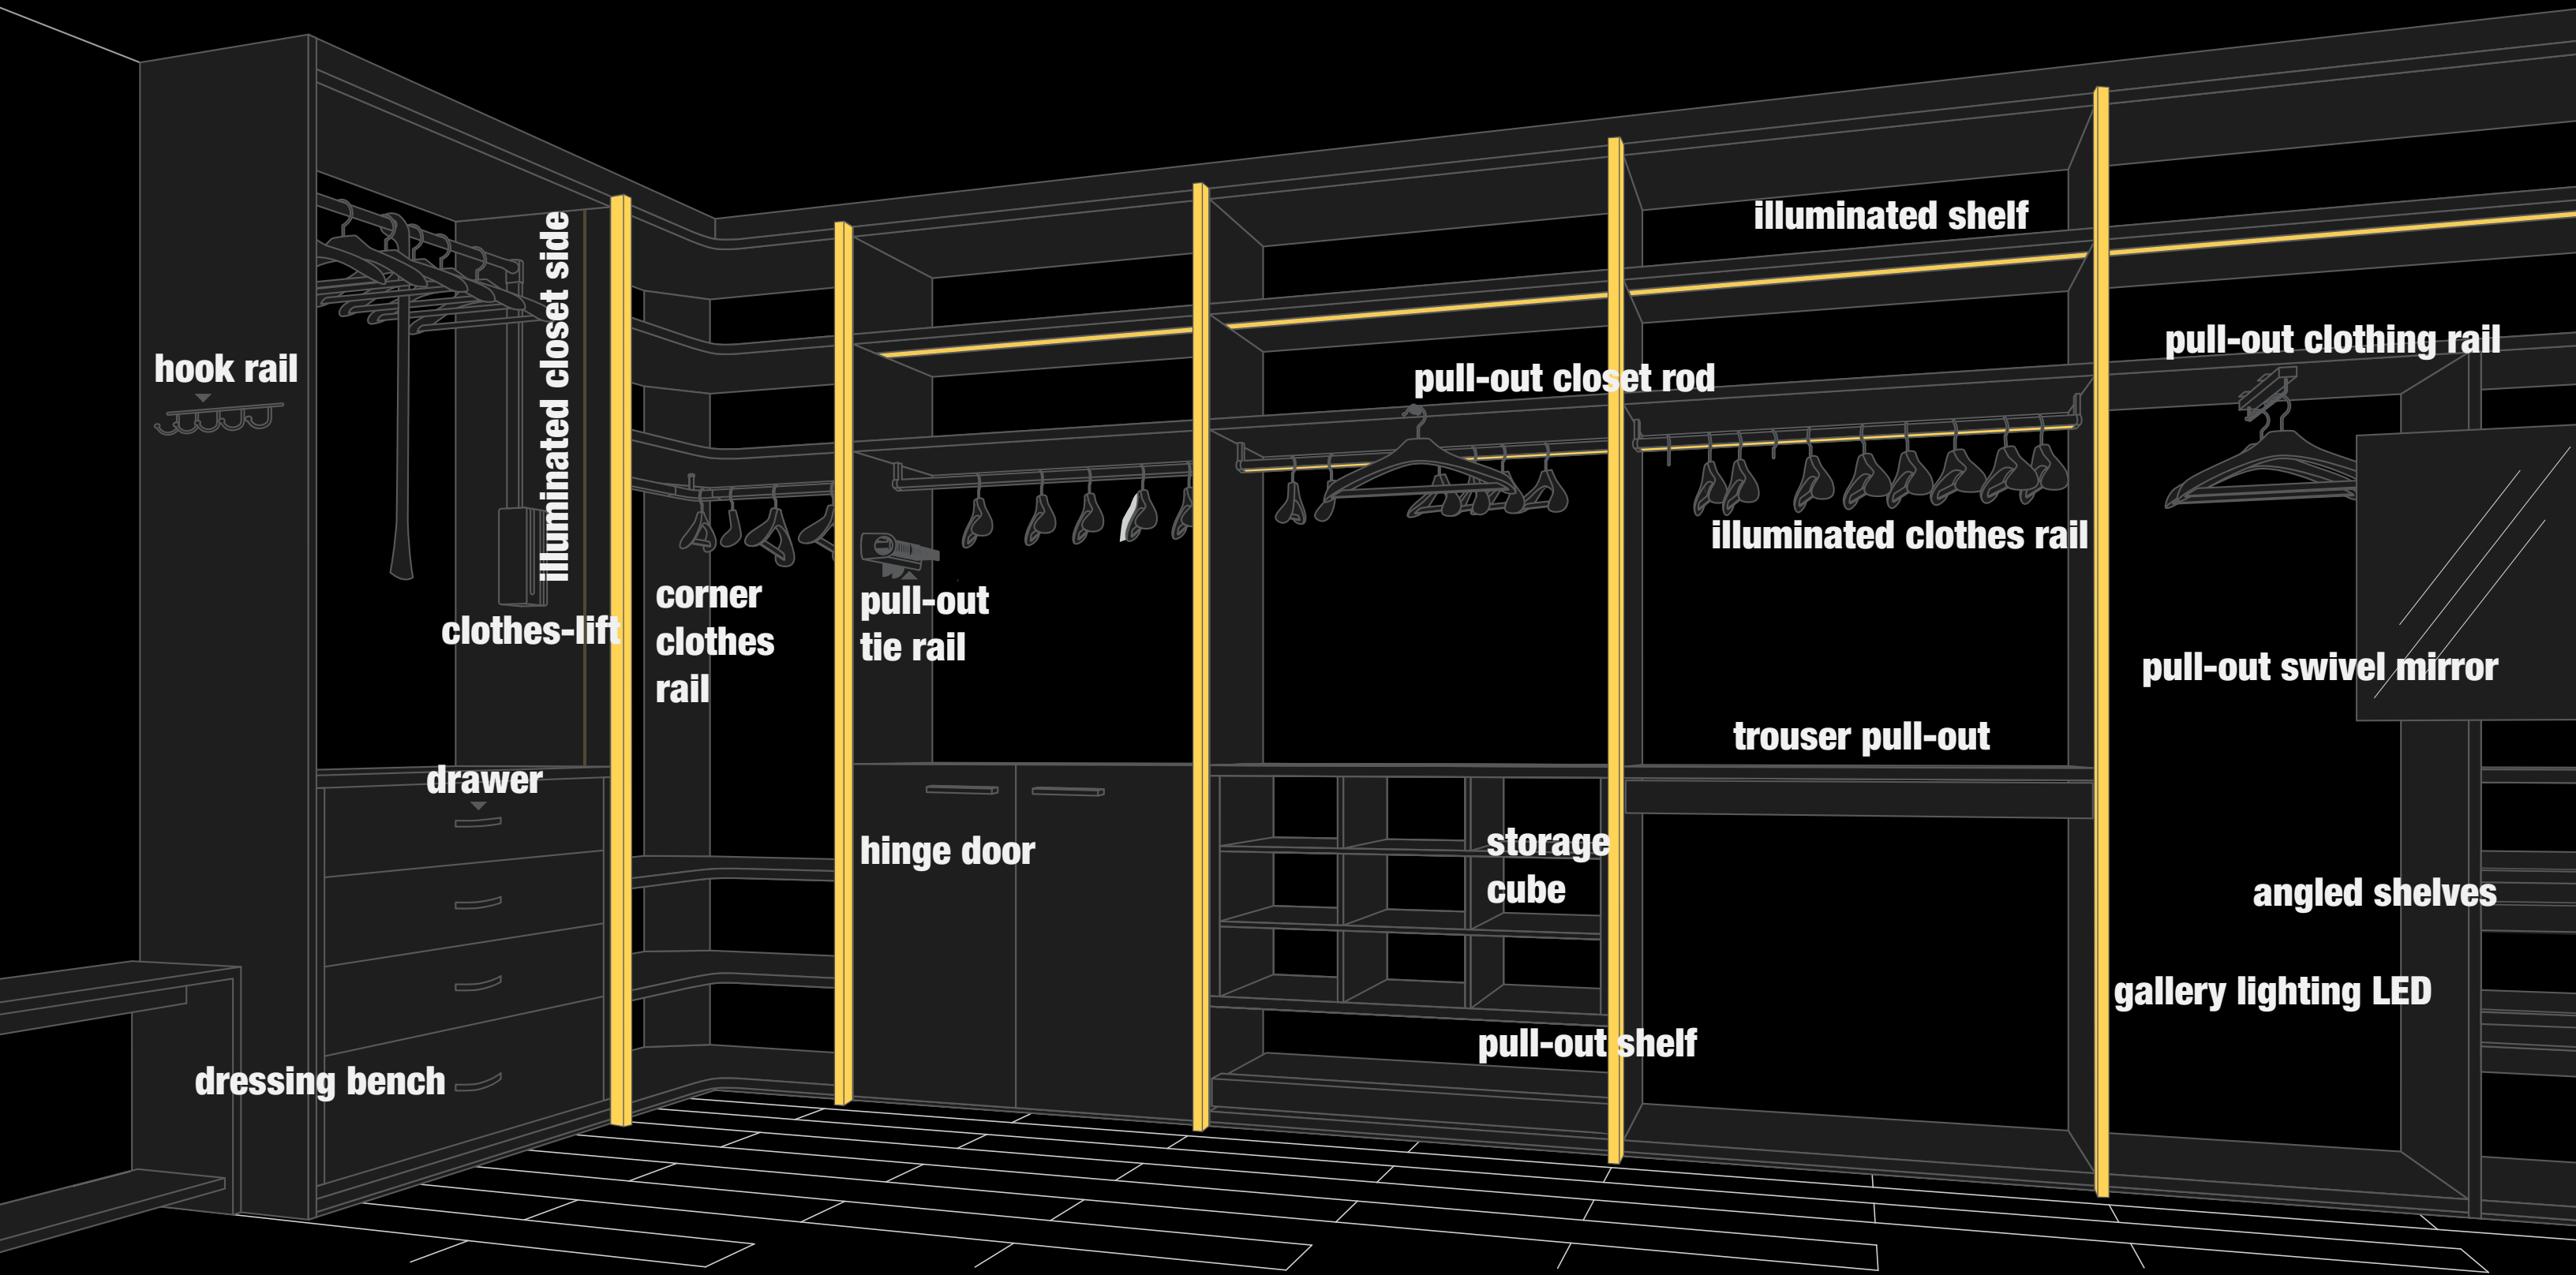 illuminated shelf
illuminated closet side
pull-out clothing rail
hook rail
pull-out closet rod
illuminated clothes rail
corner
clothes
rail
pull-out
tie rail
clothes-lift
pull-out swivel mirror
trouser pull-out
drawer
hinge door
storage
cube
angled shelves
gallery lighting LED
pull-out shelf
dressing bench